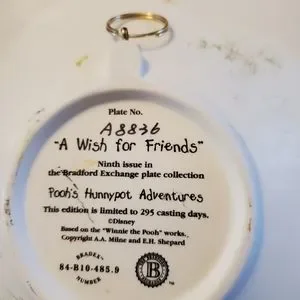 Plate No.
A8836
"A Wish for Friends"
Ninth issue in
the Bradford Exchange plate collection
Pooh's Hunnypot Adventures
This edition is limited to 295 casting days.
©Disney
Based on the "Winnie the Pooh" works.
Copyright A.A. Milne and E.H. Shepard
BRADEX®
84-B10-485.9
NUMBER
B
™